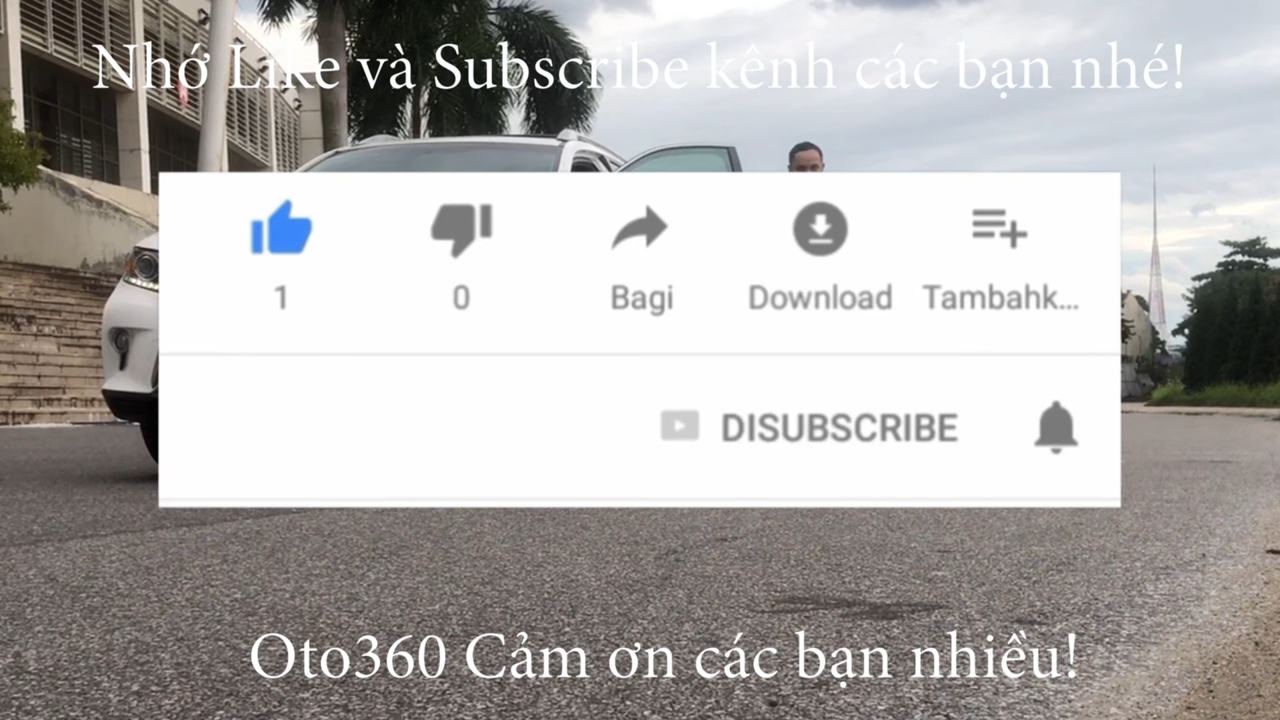 Nhớ Like và Subscribe kênh các bạn nhé!
1 0 Bagi Download Tambahk...
DISUBSCRIBE
Oto360 Cảm ơn các bạn nhiều!